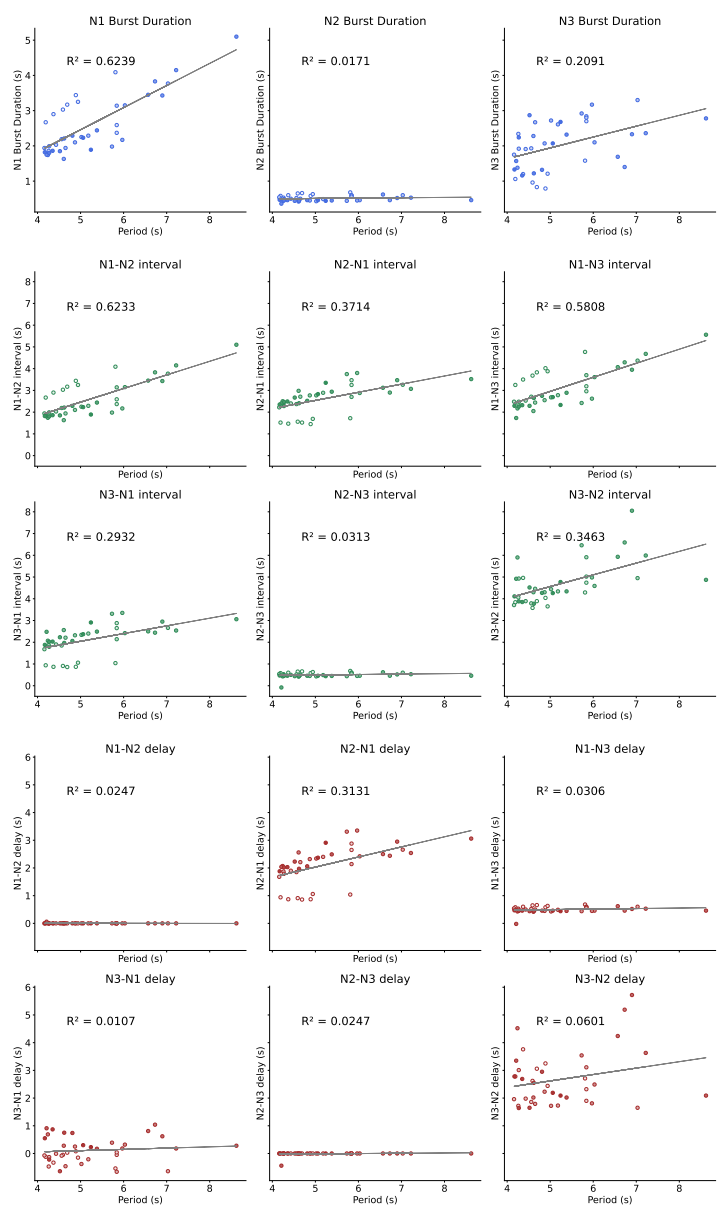 N1 Burst Duration N2 Burst Duration N3 Burst Duration
R² = 0.6239 R² = 0.0171 R² = 0.2091
N1 Burst Duration (s) N2 Burst Duration (s) N3 Burst Duration (s)
5
4
3
2
1
4 5 6 7 8 4 5 6 7 8 4 5 6 7 8
Period (s) Period (s) Period (s)
N1-N2 interval N2-N1 interval N1-N3 interval
R² = 0.6233 R² = 0.3714 R² = 0.5808
N1-N2 interval (s) N2-N1 interval (s) N1-N3 interval (s)
8
7
6
5
4
3
2
1
0
Period (s) Period (s) Period (s)
N3-N1 interval N2-N3 interval N3-N2 interval
R² = 0.2932 R² = 0.0313 R² = 0.3463
N3-N1 interval (s) N2-N3 interval (s) N3-N2 interval (s)
8
7
6
5
4
3
2
1
0
4 5 6 7 8 4 5 6 7 8 4 5 6 7 8
Period (s) Period (s) Period (s)
N1-N2 delay N2-N1 delay N1-N3 delay
R² = 0.0247 R² = 0.3131 R² = 0.0306
N1-N2 delay (s) N2-N1 delay (s) N1-N3 delay (s)
6
5
4
3
2
1
0
Period (s) Period (s) Period (s)
N3-N1 delay N2-N3 delay N3-N2 delay
R² = 0.0107 R² = 0.0247 R² = 0.0601
N3-N1 delay (s) N2-N3 delay (s) N3-N2 delay (s)
6
5
4
3
2
1
0
4 5 6 7 8 4 5 6 7 8 4 5 6 7 8
Period (s) Period (s) Period (s)